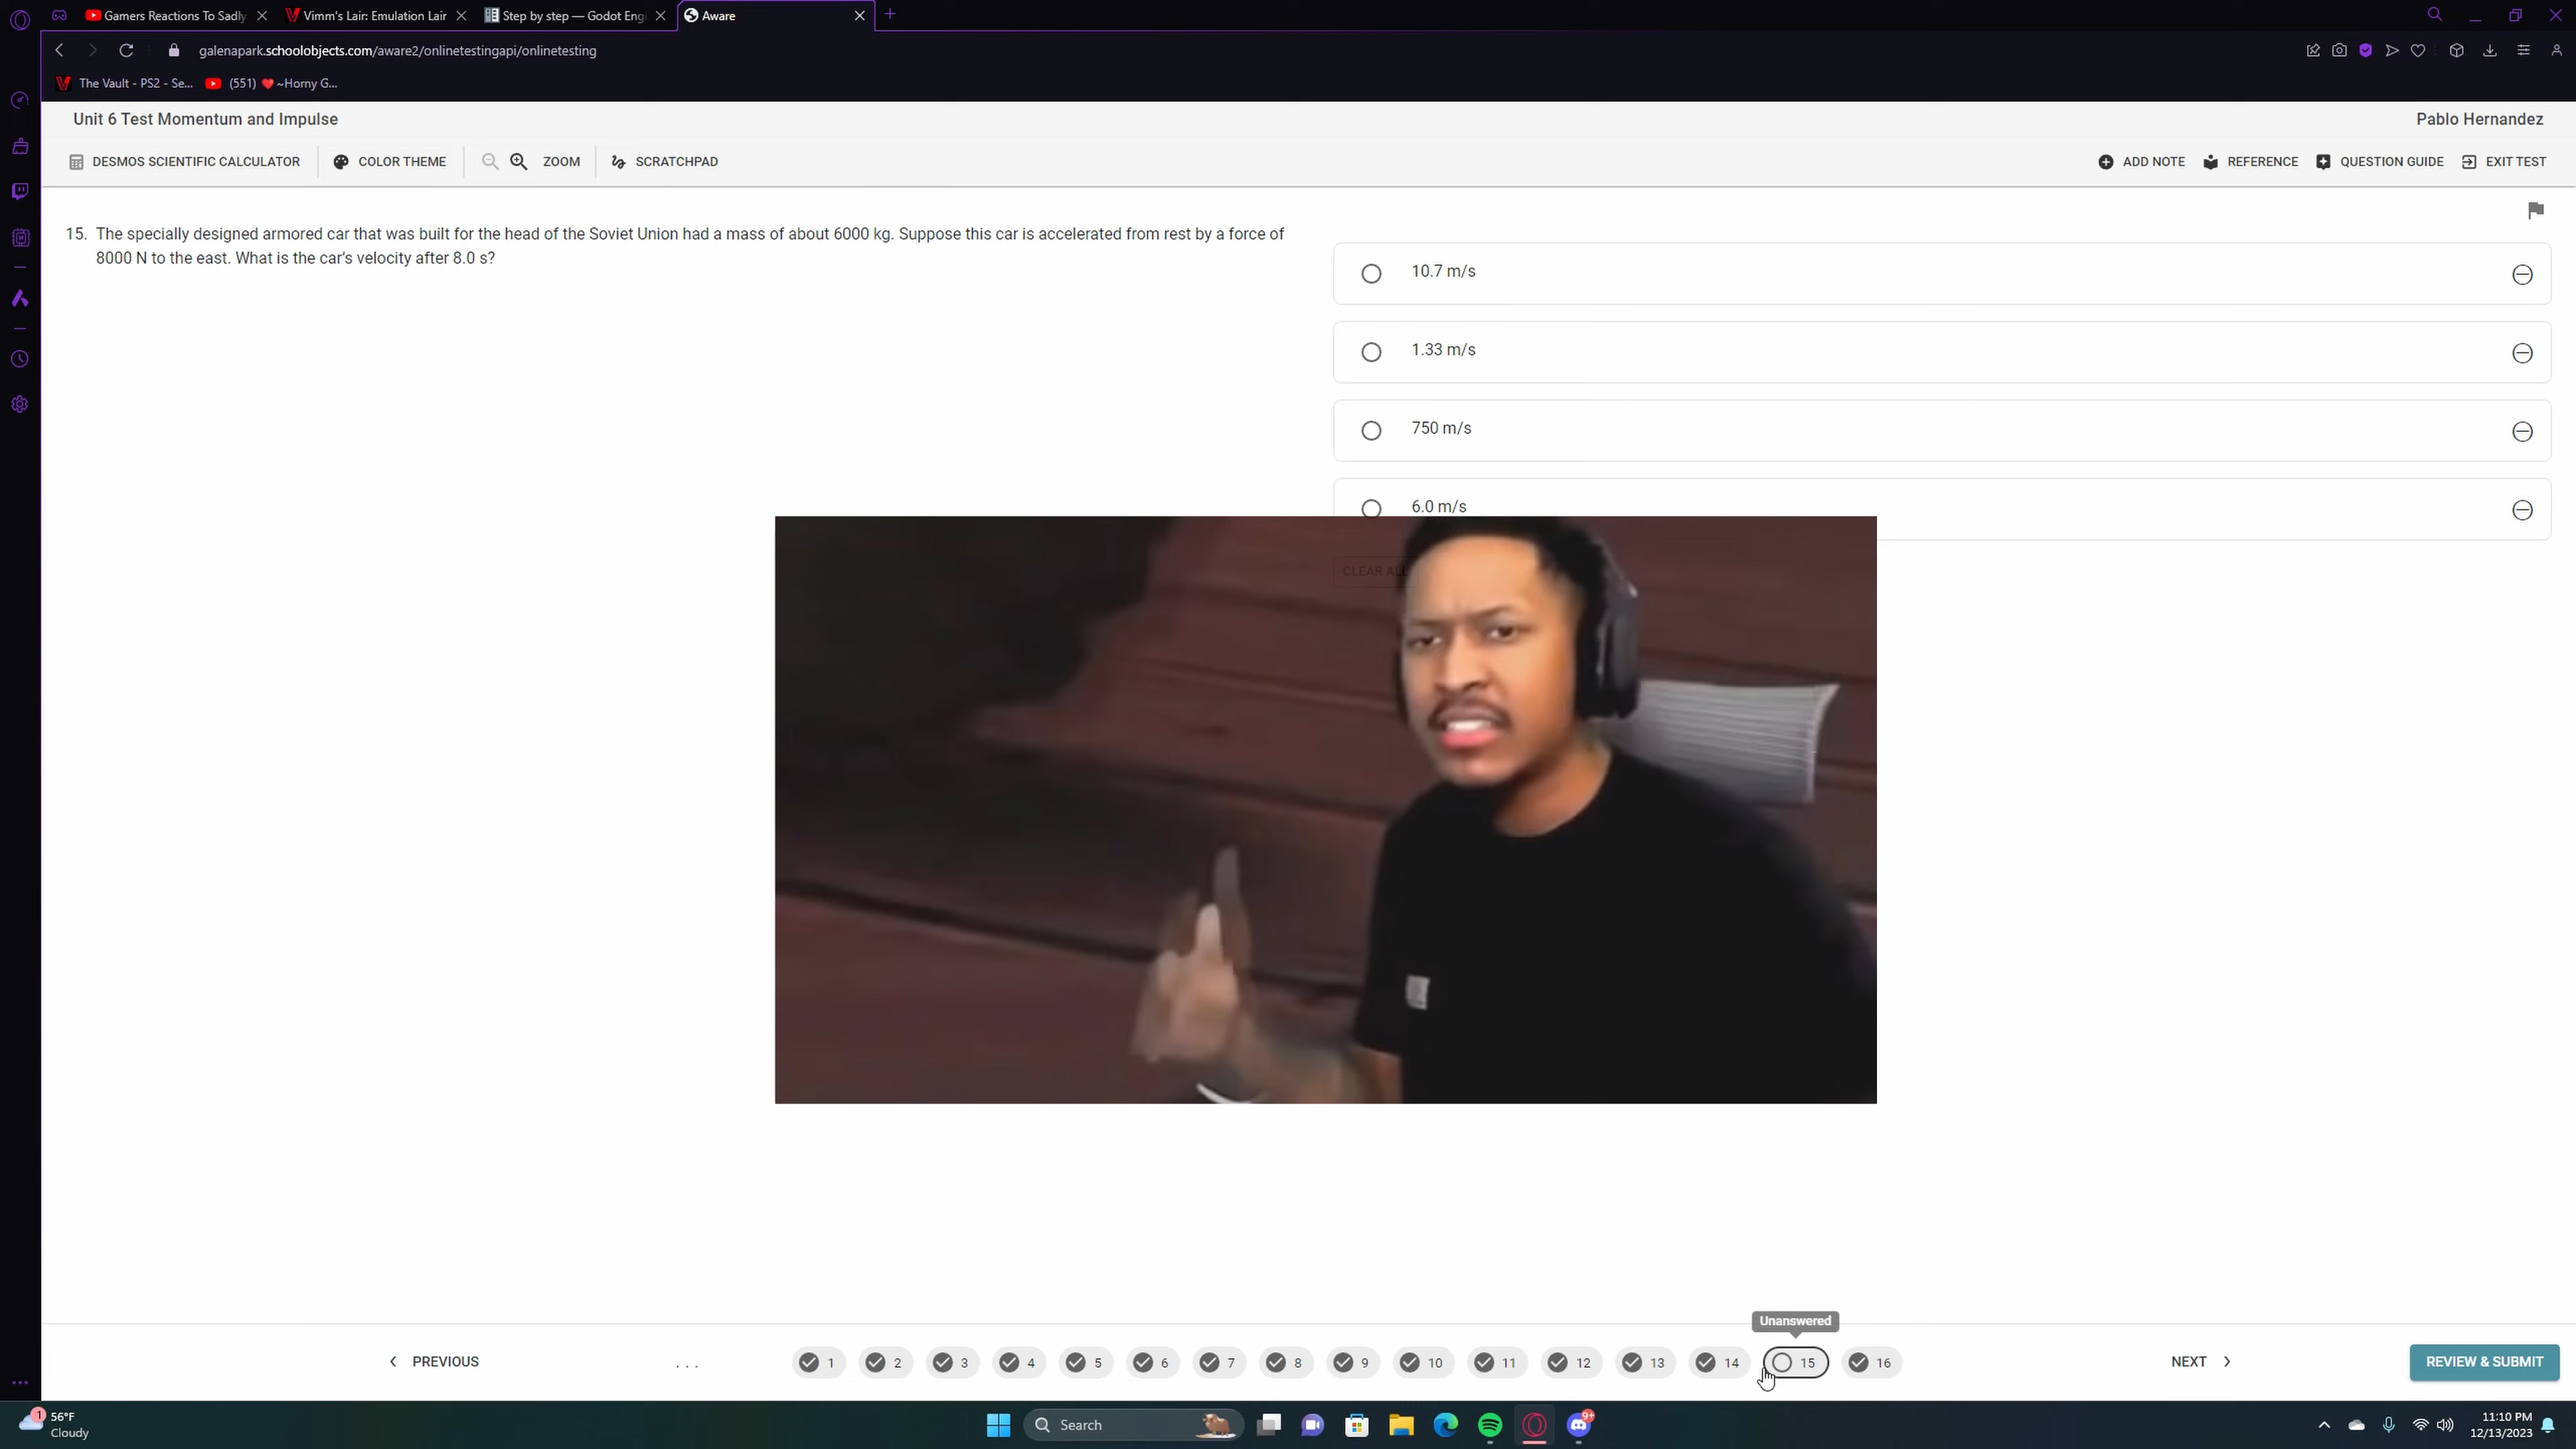 Gamers Reactions To Sadly
Vimm's Lair: Emulation Lair
Step by step — Godot Engi
Aware
galenapark.schoolobjects.com/aware2/onlinetestingapi/onlinetesting
The Vault - PS2 - Se...
(551) ❤️~Horny G...
Unit 6 Test Momentum and Impulse
Pablo Hernandez
DESMOS SCIENTIFIC CALCULATOR
COLOR THEME
ZOOM
SCRATCHPAD
ADD NOTE
REFERENCE
QUESTION GUIDE
EXIT TEST
15. The specially designed armored car that was built for the head of the Soviet Union had a mass of about 6000 kg. Suppose this car is accelerated from rest by a force of
8000 N to the east. What is the car's velocity after 8.0 s?
10.7 m/s
1.33 m/s
750 m/s
6.0 m/s
CLEAR ALL
Unanswered
PREVIOUS
...
1 2 3 4 5 6 7 8 9 10 11 12 13 14 15 16
NEXT
REVIEW & SUBMIT
1
56°F
Cloudy
Search
9+
11:10 PM
12/13/2023